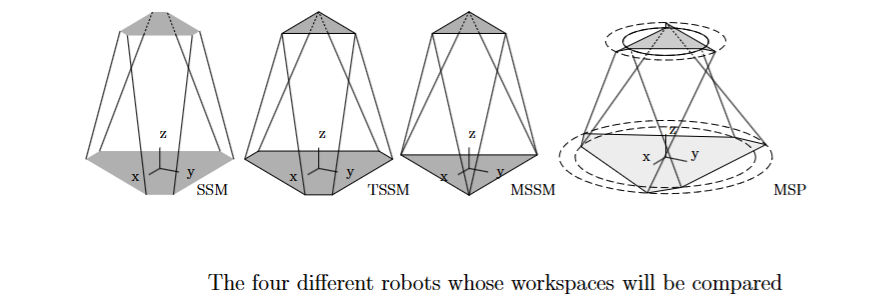 z
x
y
SSM
z
x
y
TSSM
z
x
y
MSSM
z
x
y
MSP
The four different robots whose workspaces will be compared